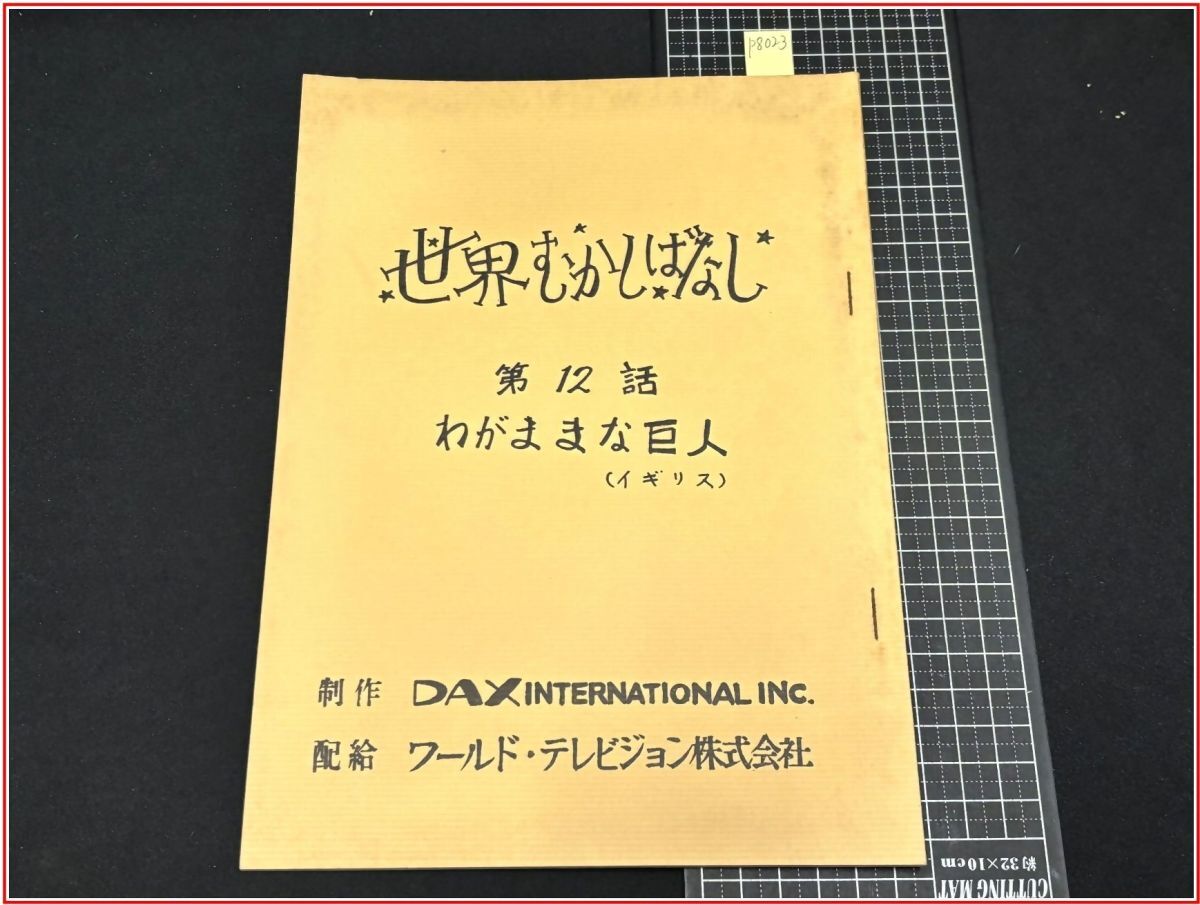 p8023
世界むかしばなし
第12話
わがままな巨人
(イギリス)
制作 DAX INTERNATIONAL INC.
配給 ワールド・テレビジョン株式会社
約32×10cm
CUTTING MAT